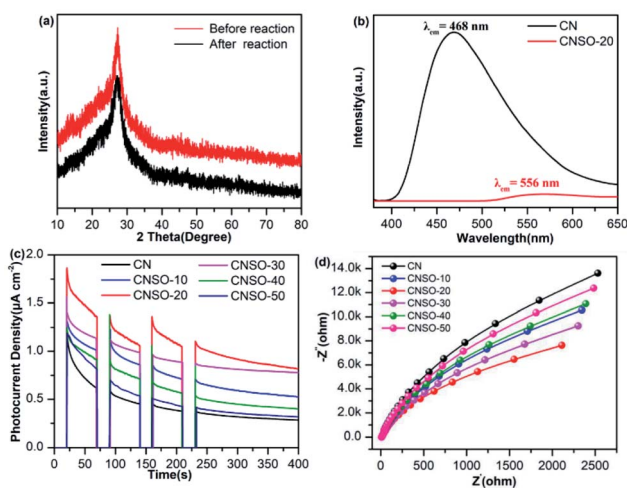 (a)
Before reaction
After reaction
Intensity(a.u.)
10 20 30 40 50 60 70 80
2 Theta(Degree)
(b)
λem= 468 nm
CN
CNSO-20
λem= 556 nm
Intensity(a.u.)
400 450 500 550 600 650
Wavelength(nm)
(c)
CN CNSO-30
CNSO-10 CNSO-40
CNSO-20 CNSO-50
Photocurrent Density(μA cm-2)
2.0
1.5
1.0
0.5
0.0
0 50 100 150 200 250 300 350 400
Time(s)
(d)
CN
CNSO-10
CNSO-20
CNSO-30
CNSO-40
CNSO-50
-Z''(ohm)
14.0k
12.0k
10.0k
8.0k
6.0k
4.0k
2.0k
0.0
0 500 1000 1500 2000 2500
Z'(ohm)